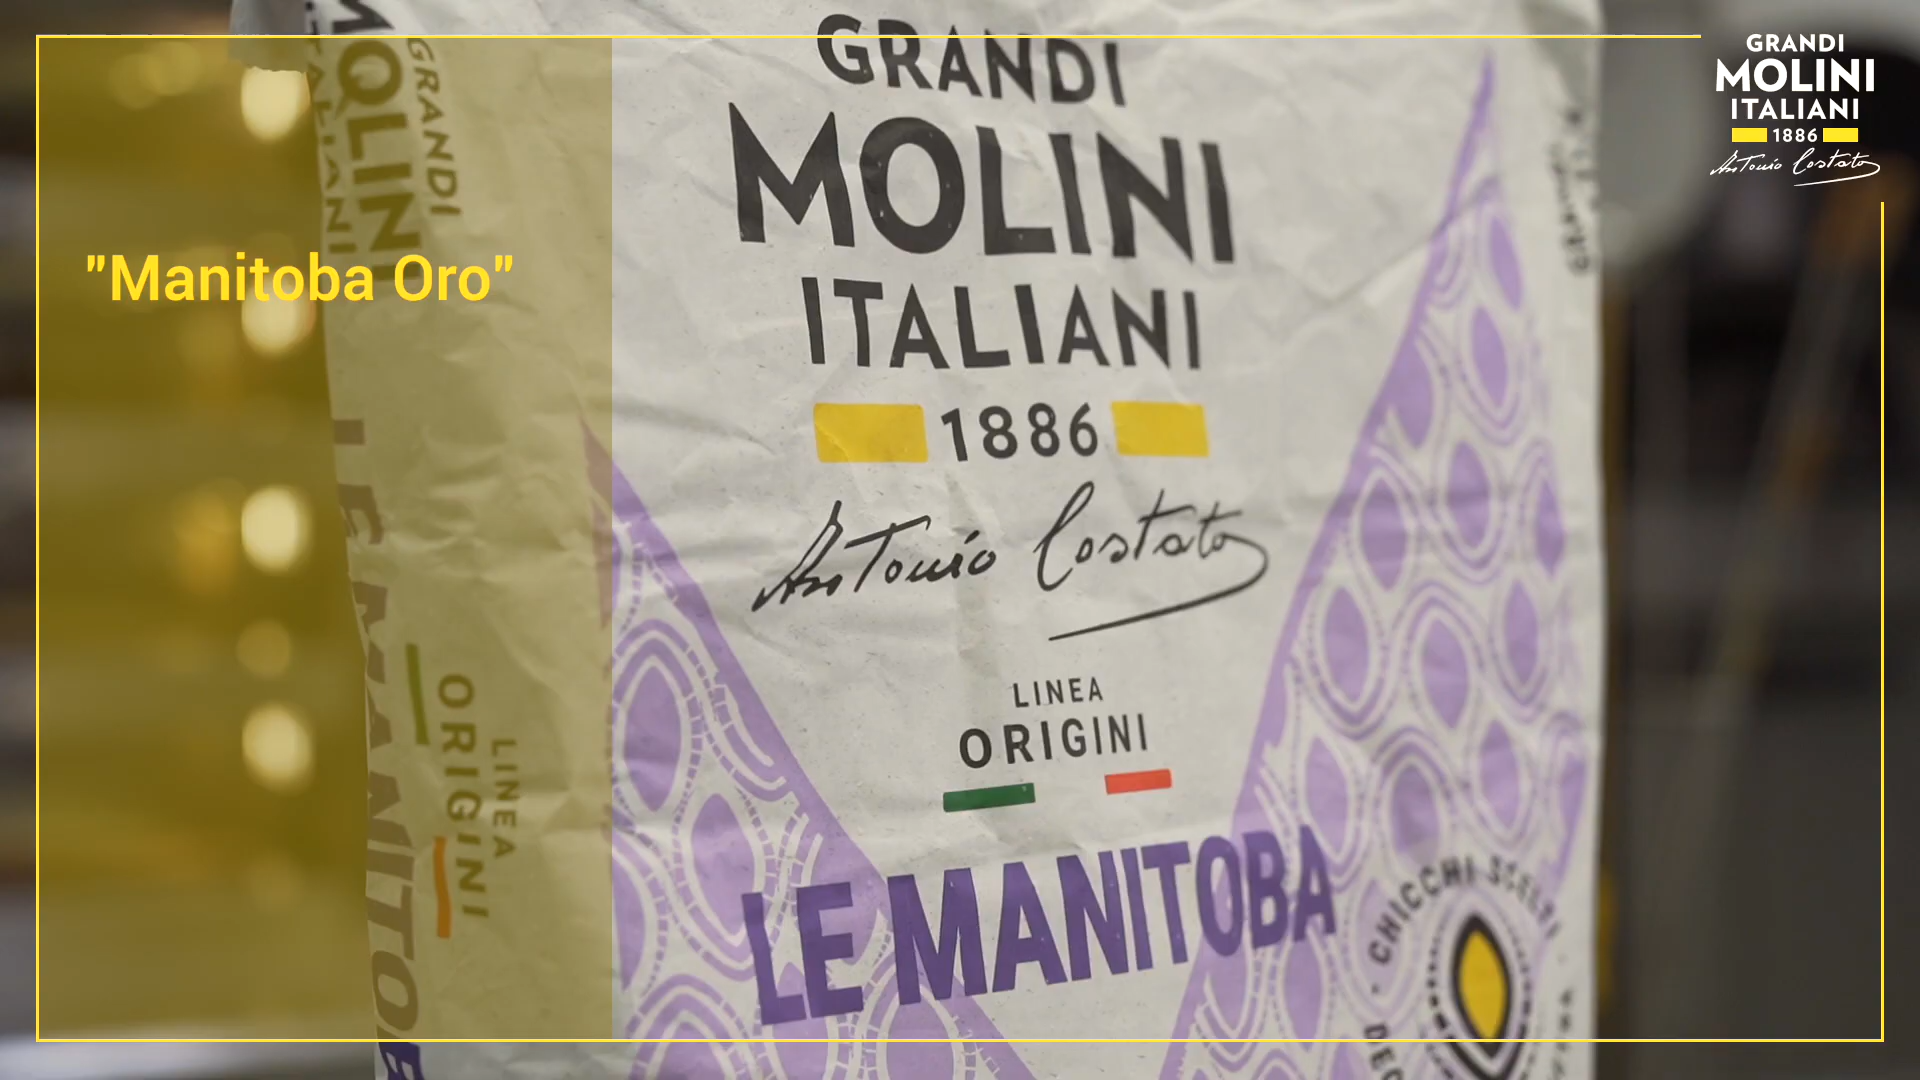 "Manitoba Oro"
GRANDI
MOLINI
ITALIANI
1886
Antonio Costato
LINEA
ORIGINI
LE MANITOBA
CHICCHI SCELTI
GRANDI
MOLINI
ITALIANI
LINEA
ORIGINI
LE MANITOBA
GRANDI
MOLINI
ITALIANI
1886
Antonio Costato